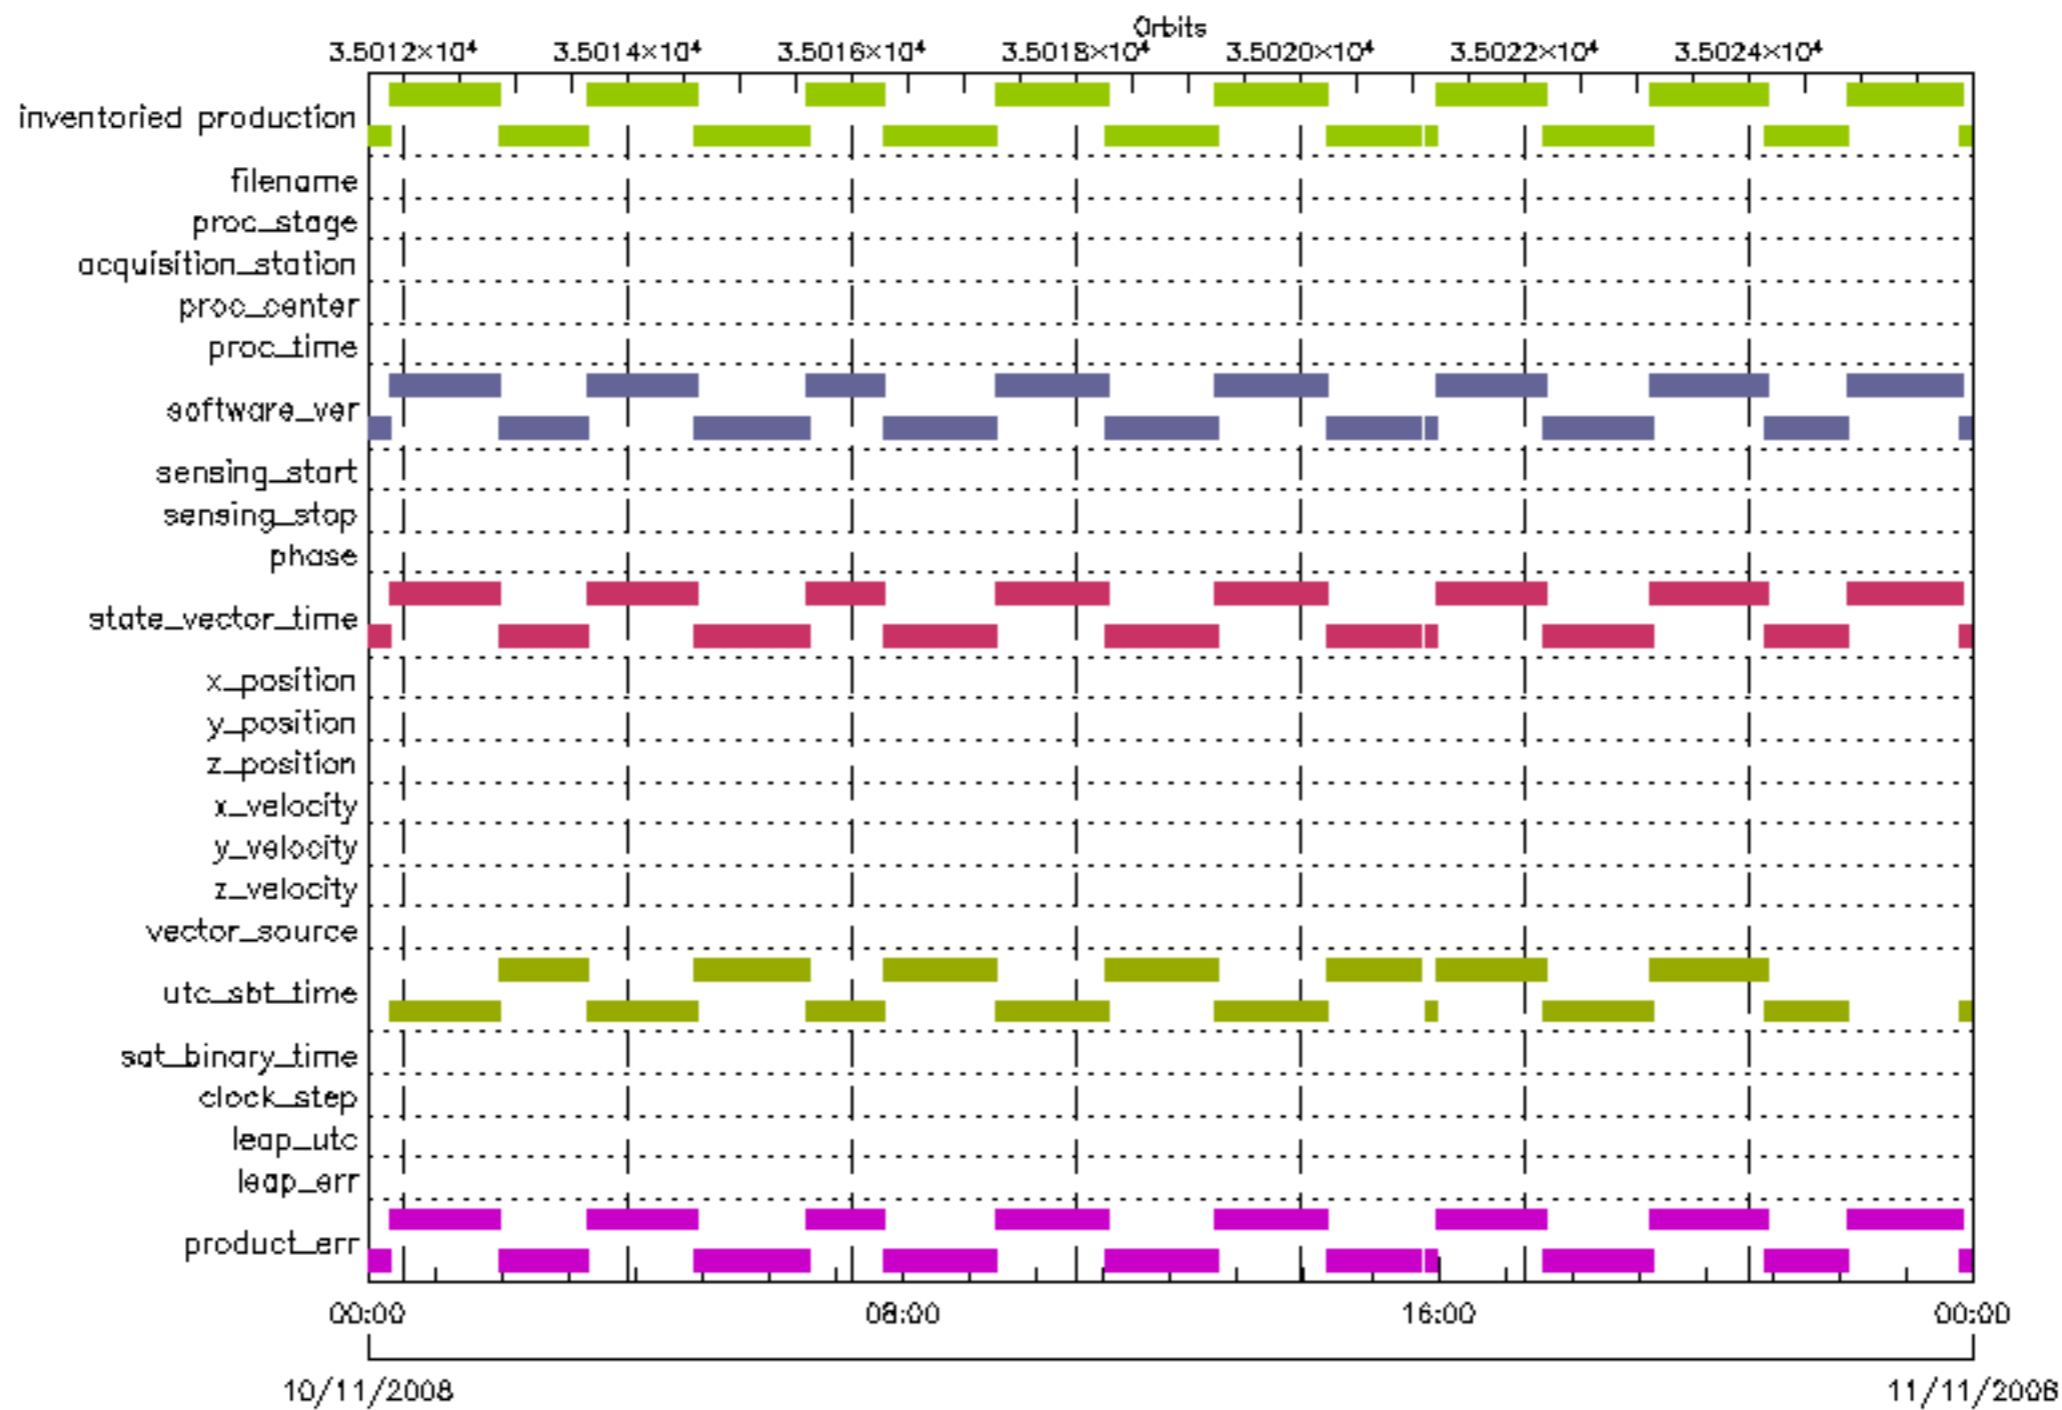 Orbits
3.5012×10⁴ 3.5014×10⁴ 3.5016×10⁴ 3.5018×10⁴ 3.5020×10⁴ 3.5022×10⁴ 3.5024×10⁴
inventoried production
filename
proc_stage
acquisition_station
proc_center
proc_time
software_ver
sensing_start
sensing_stop
phase
state_vector_time
x_position
y_position
z_position
x_velocity
y_velocity
z_velocity
vector_source
utc_sbt_time
sat_binary_time
clock_step
leap_utc
leap_err
product_err
00:00 08:00 16:00 00:00
10/11/2008 11/11/2008